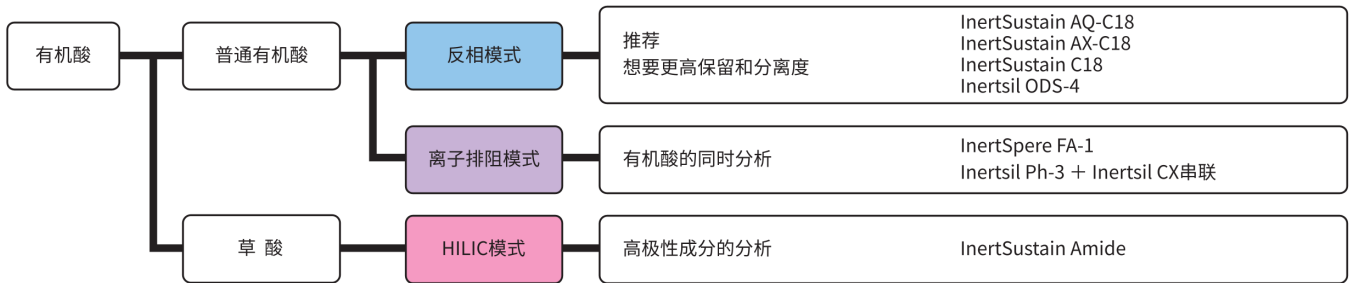 有机酸
普通有机酸
反相模式
推荐
想要更高保留和分离度
InertSustain AQ-C18
InertSustain AX-C18
InertSustain C18
Inertsil ODS-4
离子排阻模式
有机酸的同时分析
InertSpere FA-1
Inertsil Ph-3 + Inertsil CX串联
草 酸
HILIC模式
高极性成分的分析
InertSustain Amide